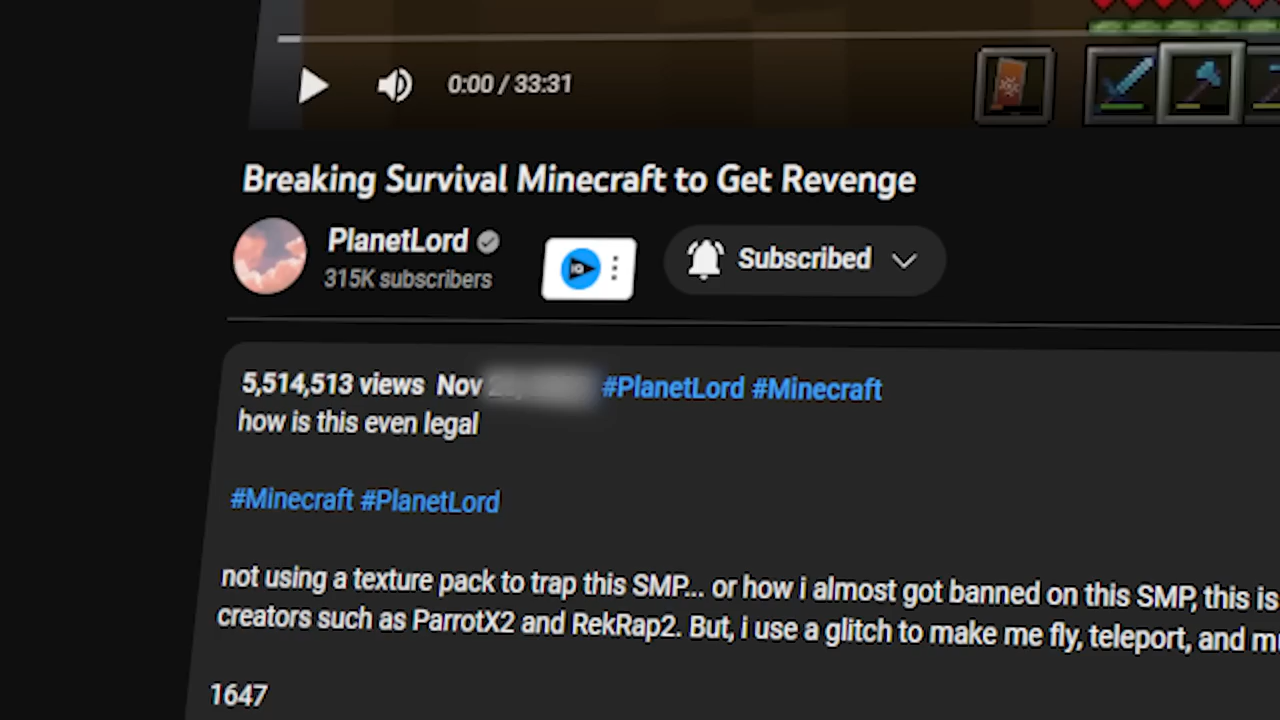 0:00 / 33:31
Breaking Survival Minecraft to Get Revenge
PlanetLord
315K subscribers
IQ
Subscribed
5,514,513 views Nov #PlanetLord #Minecraft
how is this even legal
#Minecraft #PlanetLord
not using a texture pack to trap this SMP... or how i almost got banned on this SMP, this is
creators such as ParrotX2 and RekRap2. But, i use a glitch to make me fly, teleport, and
1647